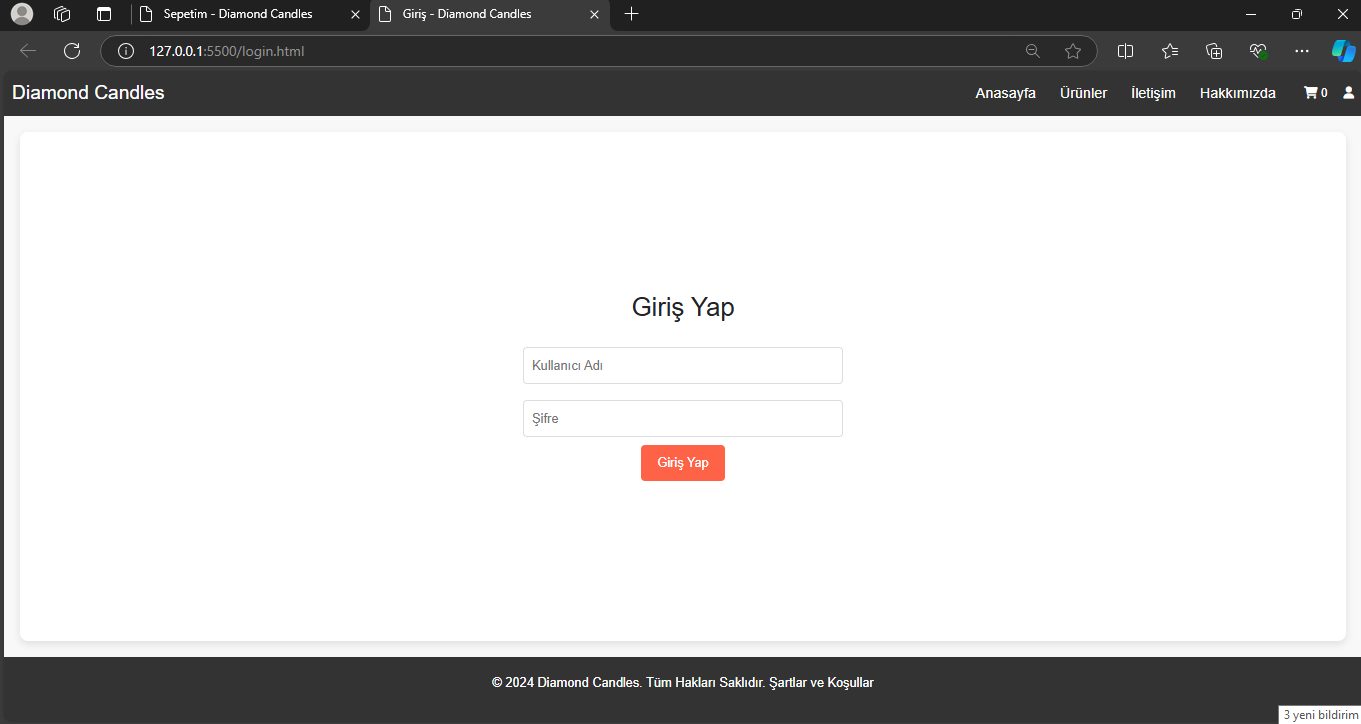 Sepetim - Diamond Candles
Giriş - Diamond Candles
127.0.0.1:5500/login.html
Diamond Candles
Anasayfa Ürünler İletişim Hakkımızda 0
Giriş Yap
Kullanıcı Adı
Şifre
Giriş Yap
© 2024 Diamond Candles. Tüm Hakları Saklıdır. Şartlar ve Koşullar
3 yeni bildirim